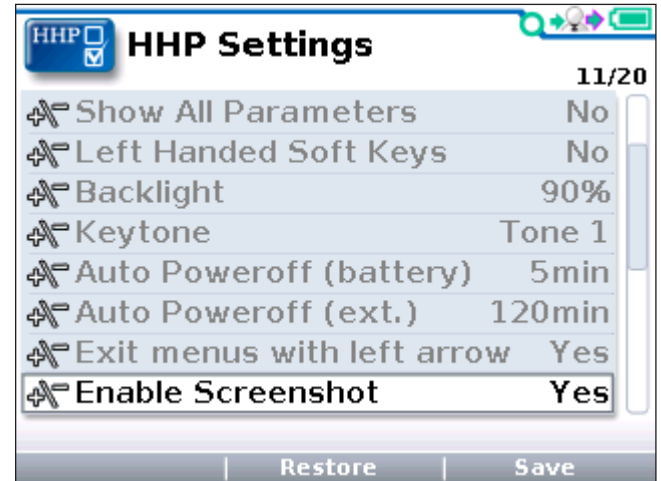 HHP
HHP Settings
11/20
Show All Parameters No
Left Handed Soft Keys No
Backlight 90%
Keytone Tone 1
Auto Poweroff (battery) 5min
Auto Poweroff (ext.) 120min
Exit menus with left arrow Yes
Enable Screenshot Yes
Restore Save